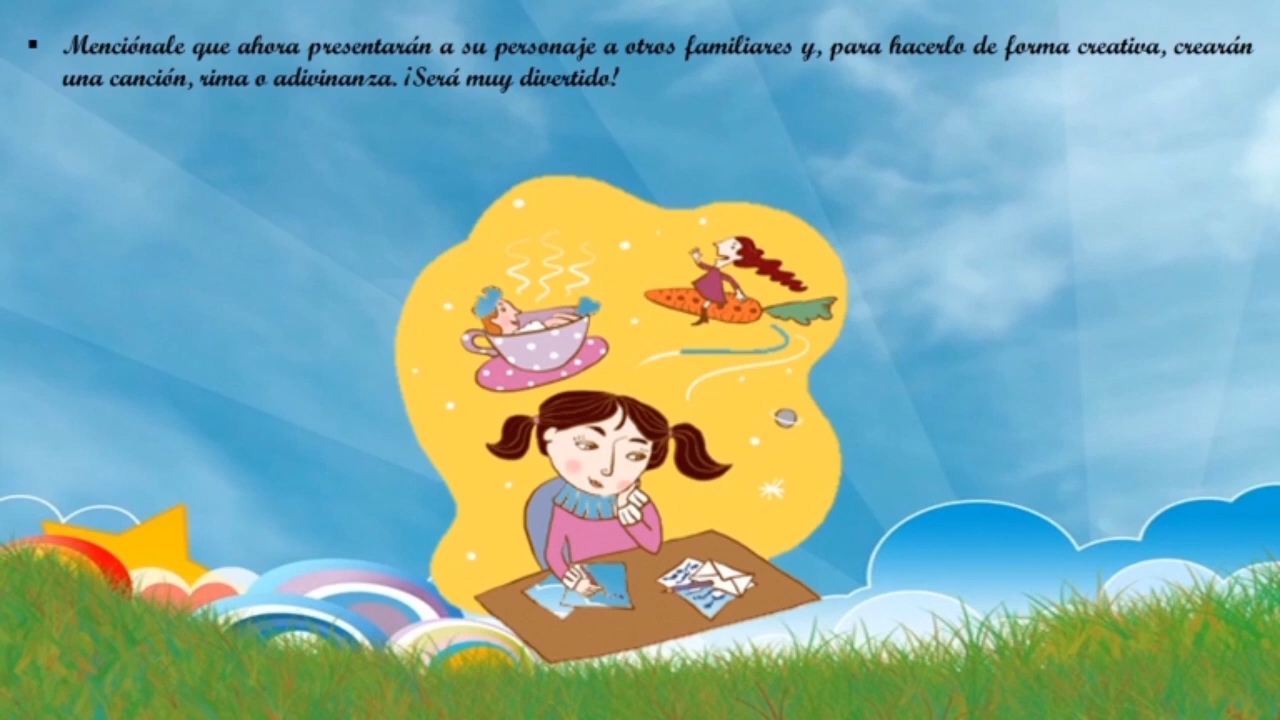 ▪ Menciónale que ahora presentarán a su personaje a otros familiares y, para hacerlo de forma creativa, crearán
una canción, rima o adivinanza. ¡Será muy divertido!